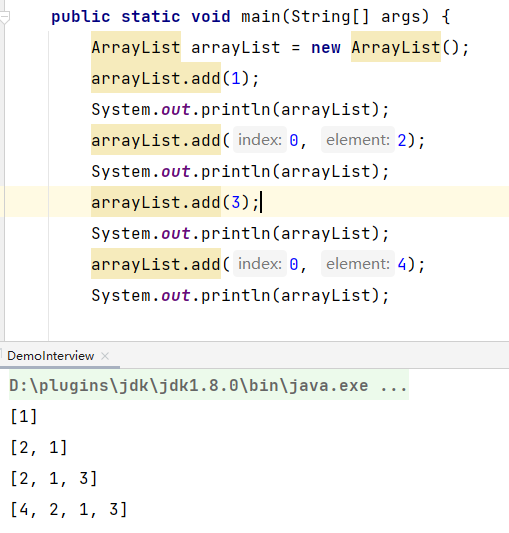 public static void main(String[] args) {
ArrayList arrayList = new ArrayList();
arrayList.add(1);
System.out.println(arrayList);
arrayList.add( index: 0, element: 2);
System.out.println(arrayList);
arrayList.add(3);
System.out.println(arrayList);
arrayList.add( index: 0, element: 4);
System.out.println(arrayList);
DemoInterview ×
D:\plugins\jdk\jdk1.8.0\bin\java.exe ...
[1]
[2, 1]
[2, 1, 3]
[4, 2, 1, 3]